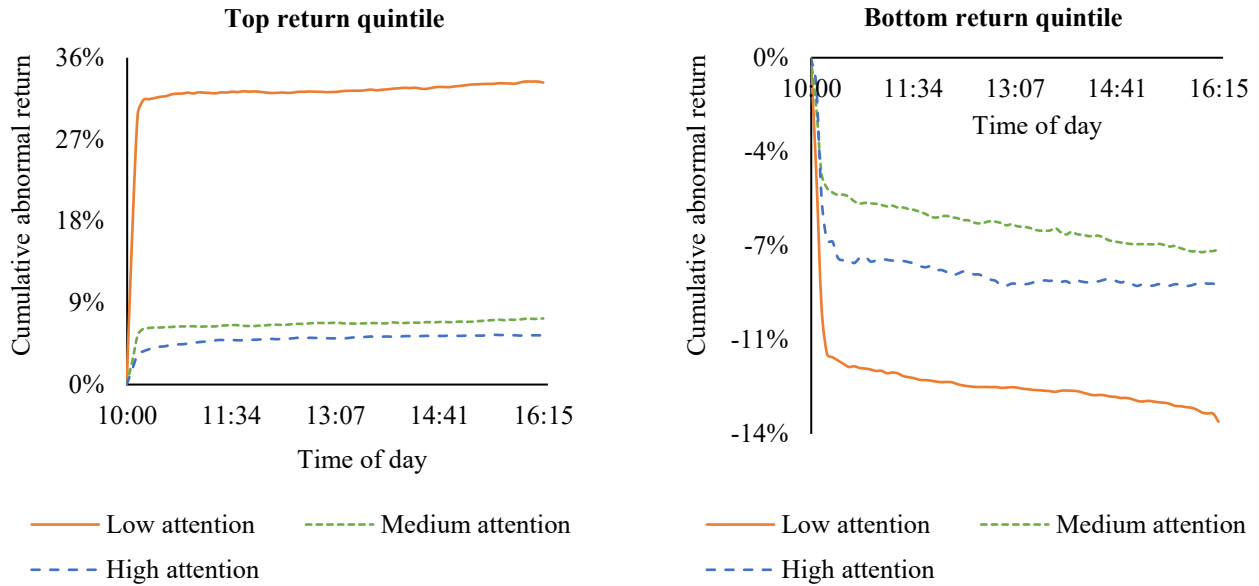 Top return quintile
Cumulative abnormal return
36%
27%
18%
9%
0%
10:00 11:34 13:07 14:41 16:15
Time of day
Low attention Medium attention
High attention
Bottom return quintile
Cumulative abnormal return
0%
-4%
-7%
-11%
-14%
10:00 11:34 13:07 14:41 16:15
Time of day
Low attention Medium attention
High attention